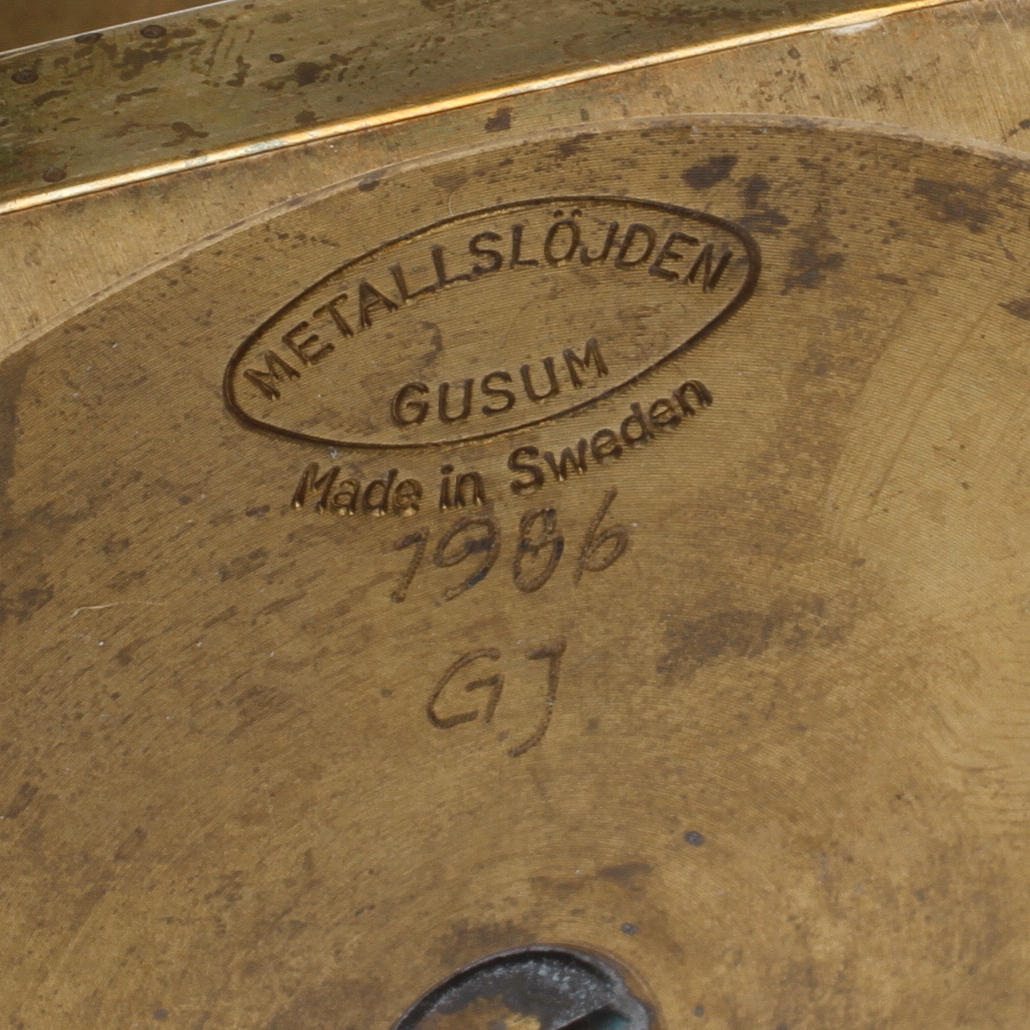 METALLSLÖJDEN
GUSUM
Made in Sweden
1986
GJ